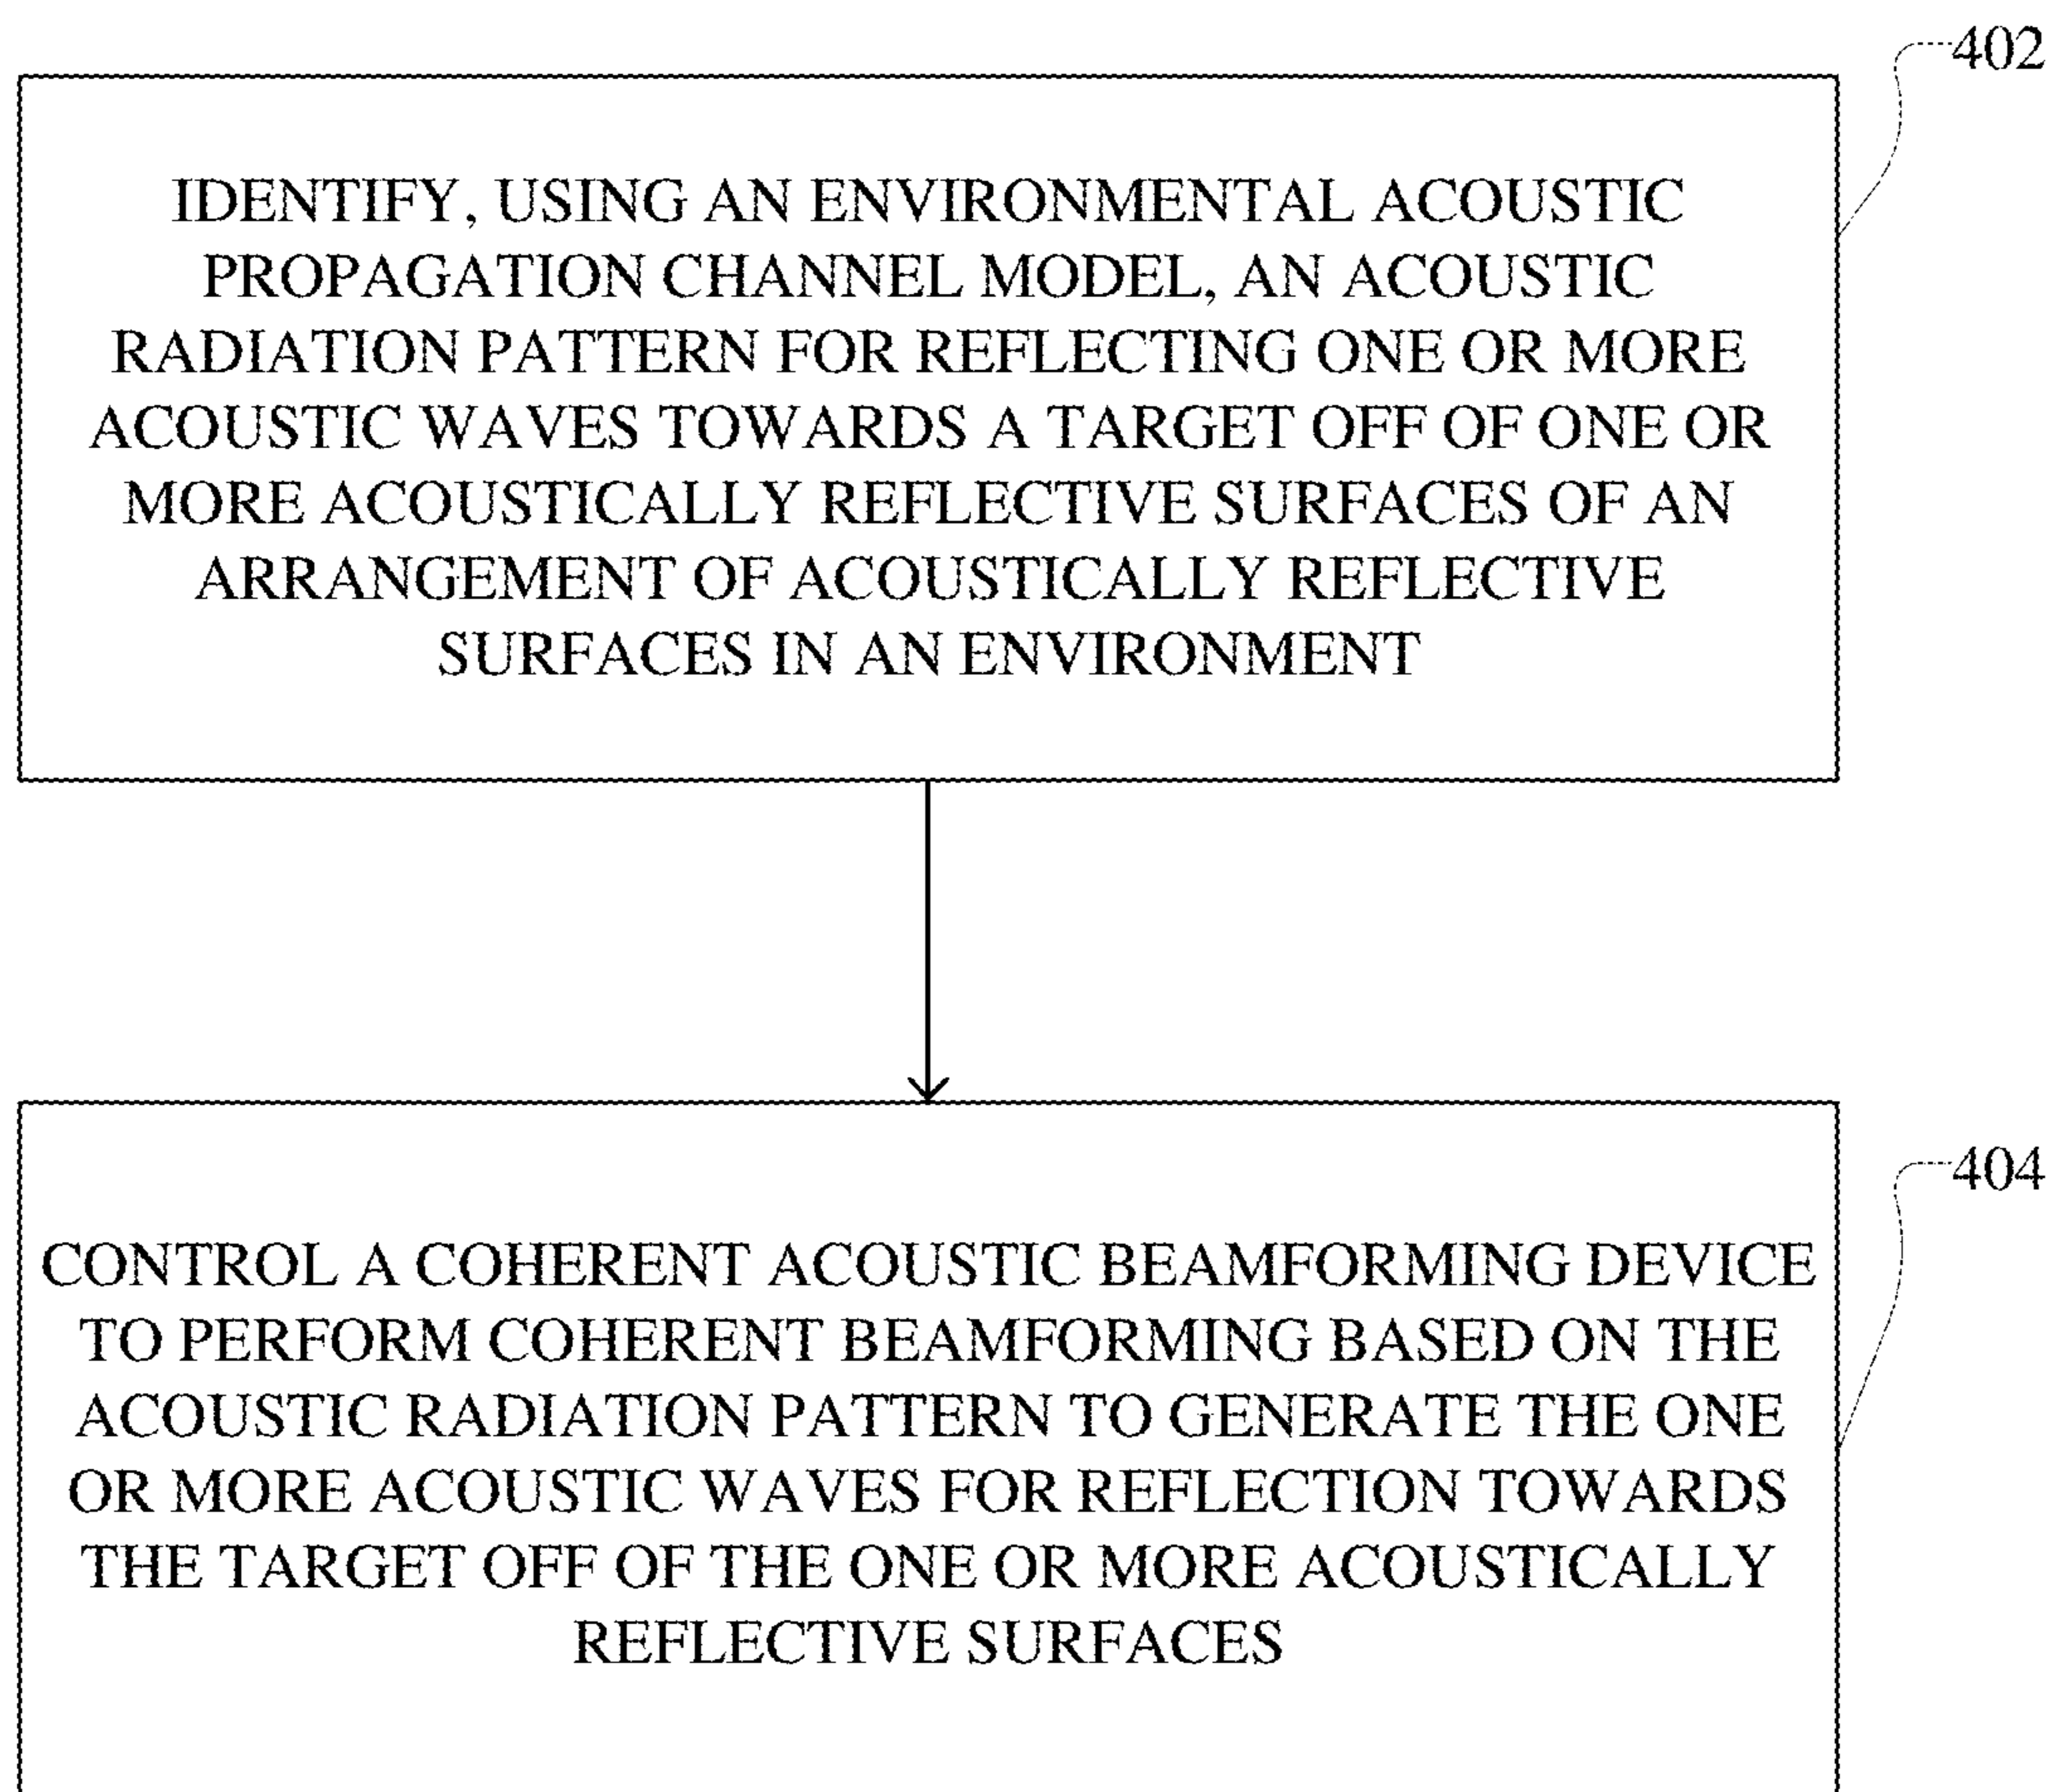 402
IDENTIFY, USING AN ENVIRONMENTAL ACOUSTIC
PROPAGATION CHANNEL MODEL, AN ACOUSTIC
RADIATION PATTERN FOR REFLECTING ONE OR MORE
ACOUSTIC WAVES TOWARDS A TARGET OFF OF ONE OR
MORE ACOUSTICALLY REFLECTIVE SURFACES OF AN
ARRANGEMENT OF ACOUSTICALLY REFLECTIVE
SURFACES IN AN ENVIRONMENT
404
CONTROL A COHERENT ACOUSTIC BEAMFORMING DEVICE
TO PERFORM COHERENT BEAMFORMING BASED ON THE
ACOUSTIC RADIATION PATTERN TO GENERATE THE ONE
OR MORE ACOUSTIC WAVES FOR REFLECTION TOWARDS
THE TARGET OFF OF THE ONE OR MORE ACOUSTICALLY
REFLECTIVE SURFACES